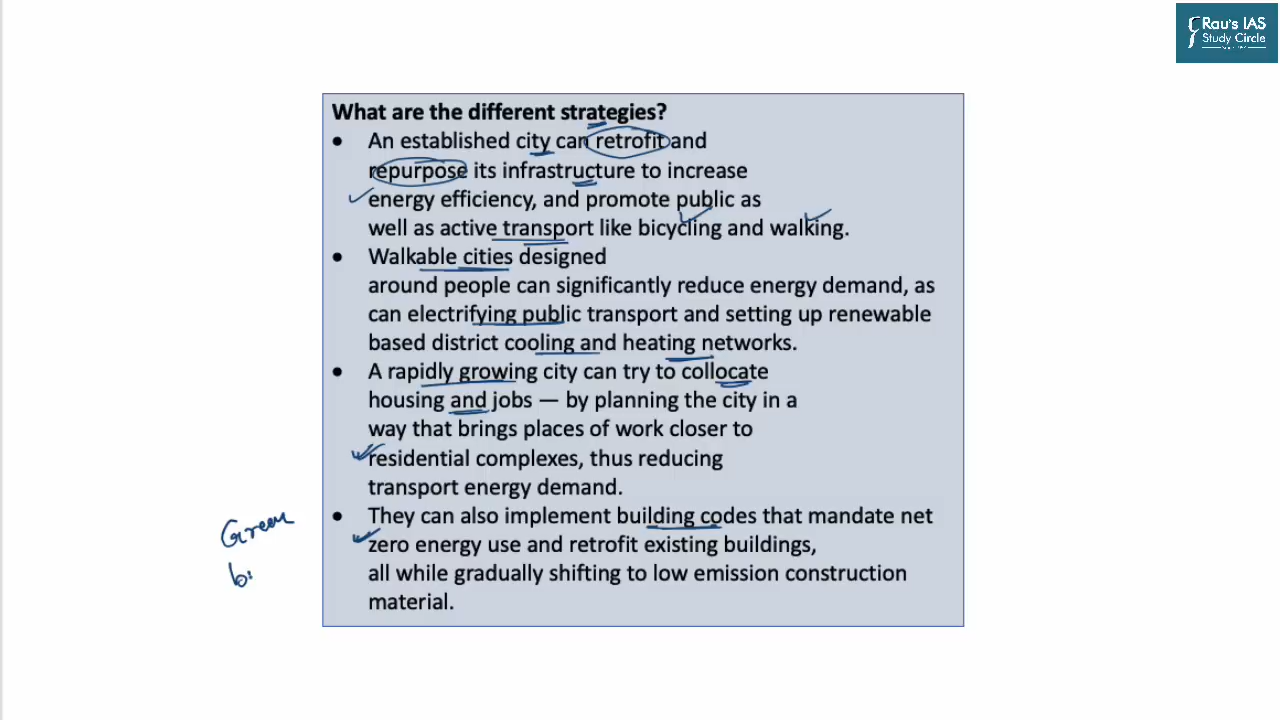 Rau's IAS
Study Circle
What are the different strategies?
• An established city can retrofit and
repurpose its infrastructure to increase
energy efficiency, and promote public as
well as active transport like bicycling and walking.
• Walkable cities designed
around people can significantly reduce energy demand, as
can electrifying public transport and setting up renewable
based district cooling and heating networks.
• A rapidly growing city can try to collocate
housing and jobs — by planning the city in a
way that brings places of work closer to
residential complexes, thus reducing
transport energy demand.
• They can also implement building codes that mandate net
zero energy use and retrofit existing buildings,
all while gradually shifting to low emission construction
material.
Green